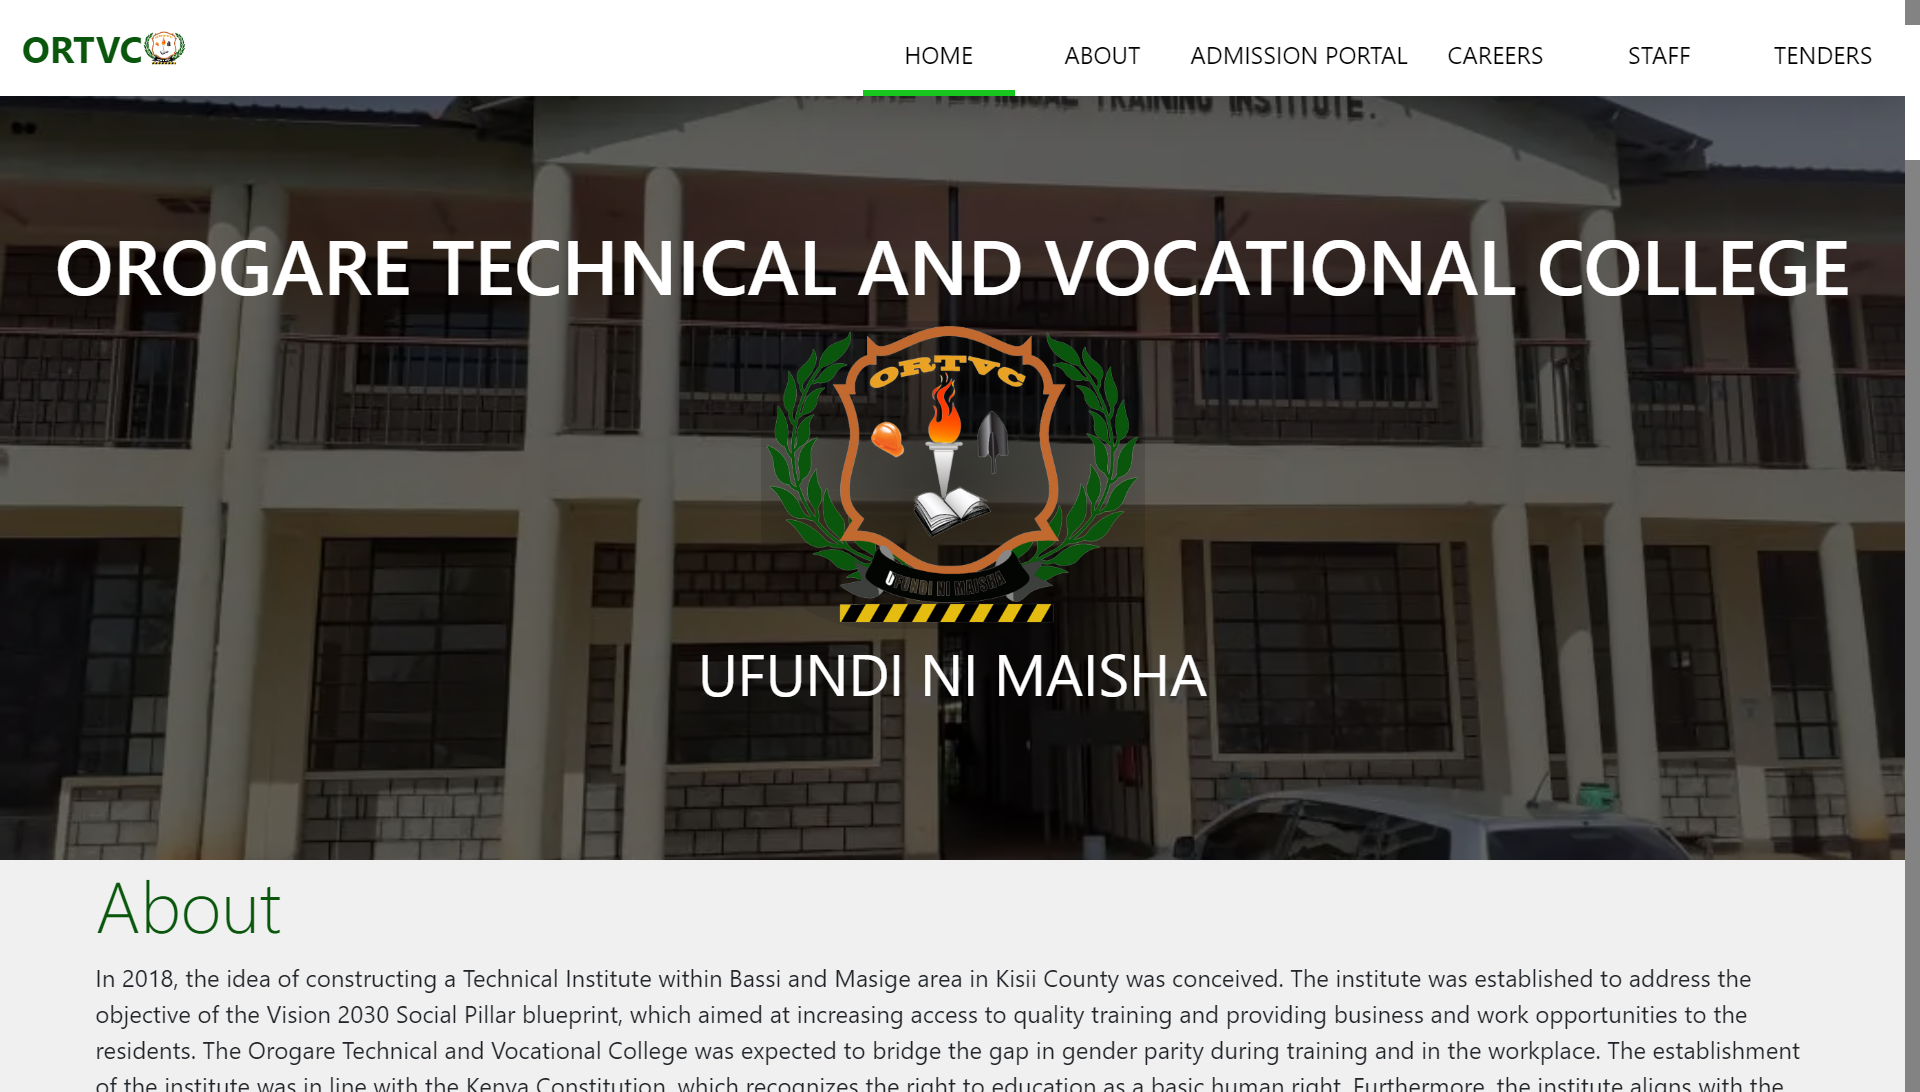 ORTVC
HOME ABOUT ADMISSION PORTAL CAREERS STAFF TENDERS
TECHNICAL TRAINING INSTITUTE.
OROGARE TECHNICAL AND VOCATIONAL COLLEGE
ORTVC
UFUNDI NI MAISHA
UFUNDI NI MAISHA
About
In 2018, the idea of constructing a Technical Institute within Bassi and Masige area in Kisii County was conceived. The institute was established to address the
objective of the Vision 2030 Social Pillar blueprint, which aimed at increasing access to quality training and providing business and work opportunities to the
residents. The Orogare Technical and Vocational College was expected to bridge the gap in gender parity during training and in the workplace. The establishment
of the institute was in line with the Kenya Constitution, which recognizes the right to education as a basic human right. Furthermore, the institute aligns with the